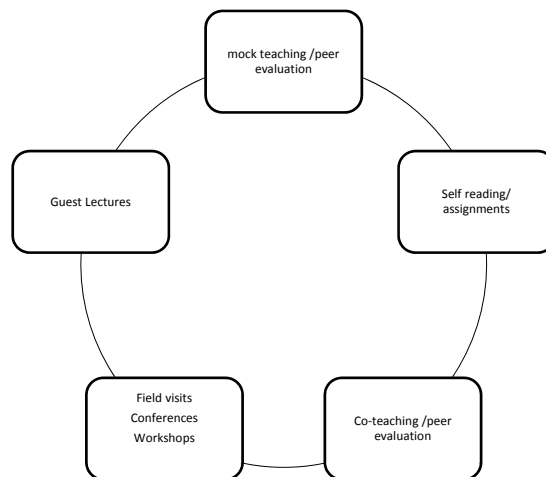 mock teaching /peer
evaluation
Guest Lectures
Self reading/
assignments
Field visits
Conferences
Workshops
Co-teaching /peer
evaluation